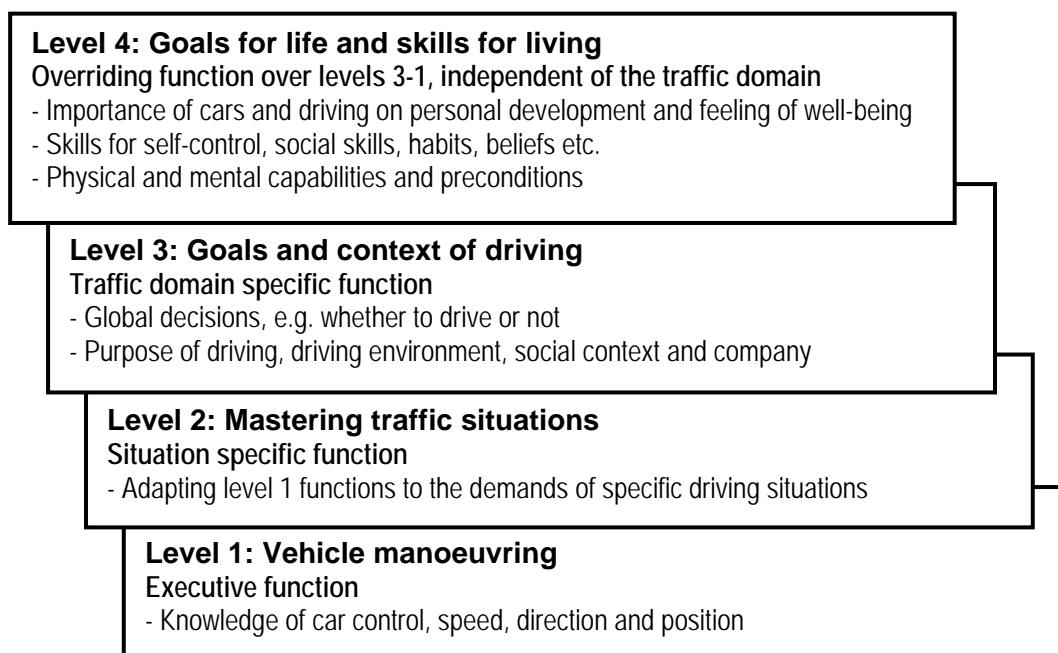 Level 4: Goals for life and skills for living
Overriding function over levels 3-1, independent of the traffic domain
- Importance of cars and driving on personal development and feeling of well-being
- Skills for self-control, social skills, habits, beliefs etc.
- Physical and mental capabilities and preconditions
Level 3: Goals and context of driving
Traffic domain specific function
- Global decisions, e.g. whether to drive or not
- Purpose of driving, driving environment, social context and company
Level 2: Mastering traffic situations
Situation specific function
- Adapting level 1 functions to the demands of specific driving situations
Level 1: Vehicle manoeuvring
Executive function
- Knowledge of car control, speed, direction and position